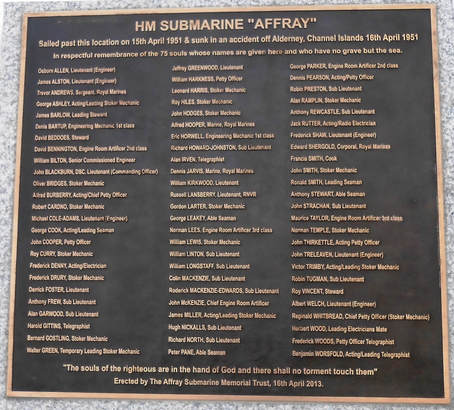 HM SUBMARINE "AFFRAY"
Sailed past this location on 15th April 1951 & sunk in an accident off Alderney, Channel Islands 16th April 1951
In respectful remembrance of the 75 souls whose names are given here and who have no grave but the sea.
Osborn ALLEN, Lieutenant (Engineer)
James ALSTON, Lieutenant (Engineer)
Trevor ANDREWS, Sergeant, Royal Marines
George ASHLEY, Acting/Leading Stoker Mechanic
James BARLOW, Leading Steward
Denis BARTUP, Engineering Mechanic 1st class
David BEDDOES, Steward
David BENNINGTON, Engine Room Artificer 2nd class
William BILTON, Senior Commissioned Engineer
John BLACKBURN, DSC, Lieutenant (Commanding Officer)
Oliver BRIDGES, Stoker Mechanic
Alfred BURBERRY, Acting/Chief Petty Officer
Robert CARDNO, Stoker Mechanic
Michael COLE-ADAMS, Lieutenant (Engineer)
George COOK, Acting/Leading Seaman
John COOPER, Petty Officer
Roy CURRY, Stoker Mechanic
Frederick DENNY, Acting/Electrician
Frederick DRURY, Stoker Mechanic
Derrick FOSTER, Lieutenant
Anthony FREW, Sub Lieutenant
Alan GARWOOD, Sub Lieutenant
Harold GITTINS, Telegraphist
Bernard GOSTLING, Stoker Mechanic
Walter GREEN, Temporary Leading Stoker Mechanic
Jeffrey GREENWOOD, Lieutenant
William HARKNESS, Petty Officer
Leonard HARRIS, Stoker Mechanic
Roy HILES, Stoker Mechanic
John HODGES, Stoker Mechanic
Alfred HOOPER, Marine, Royal Marines
Eric HORWELL, Engineering Mechanic 1st class
Richard HOWARD-JOHNSTON, Sub Lieutenant
Alan IRVEN, Telegraphist
Dennis JARVIS, Marine, Royal Marines
William KIRKWOOD, Lieutenant
Russell LANSBERRY, Lieutenant, RNVR
Gordon LARTER, Stoker Mechanic
George LEAKEY, Able Seaman
Norman LEES, Engine Room Artificer 3rd class
William LEWIS, Stoker Mechanic
William LINTON, Sub Lieutenant
William LONGSTAFF, Sub Lieutenant
Colin MACKENZIE, Sub Lieutenant
Roderick MACKENZIE-EDWARDS, Sub Lieutenant
John McKENZIE, Chief Engine Room Artificer
James MILLER, Acting/Leading Stoker Mechanic
Hugh NICKALLS, Sub Lieutenant
Richard NORTH, Sub Lieutenant
Peter PANE, Able Seaman
George PARKER, Engine Room Artificer 2nd class
Dennis PEARSON, Acting/Petty Officer
Robin PRESTON, Sub Lieutenant
Alan RAMPLIN, Stoker Mechanic
Anthony REWCASTLE, Sub Lieutenant
Jack RUTTER, Acting/Radio Electrician
Frederick SHAW, Lieutenant (Engineer)
Edward SHERGOLD, Corporal, Royal Marines
Francis SMITH, Cook
John SMITH, Stoker Mechanic
Ronald SMITH, Leading Seaman
Anthony STEWART, Able Seaman
John STRACHAN, Sub Lieutenant
Maurice TAYLOR, Engine Room Artificer 3rd class
Norman TEMPLE, Stoker Mechanic
John THIRKETTLE, Acting Petty Officer
John TRELEAVEN, Lieutenant (Engineer)
Victor TRIMBY, Acting/Leading Stoker Mechanic
Robin TUGMAN, Sub Lieutenant
Roy VINCENT, Steward
Albert WELCH, Lieutenant (Engineer)
Reginald WHITBREAD, Chief Petty Officer (Stoker Mechanic)
Herbert WOOD, Leading Electricians Mate
Frederick WOODS, Petty Officer Telegraphist
Benjamin WORSFOLD, Acting/Leading Telegraphist
"The souls of the righteous are in the hand of God and there shall no torment touch them"
Erected by The Affray Submarine Memorial Trust, 16th April 2013.